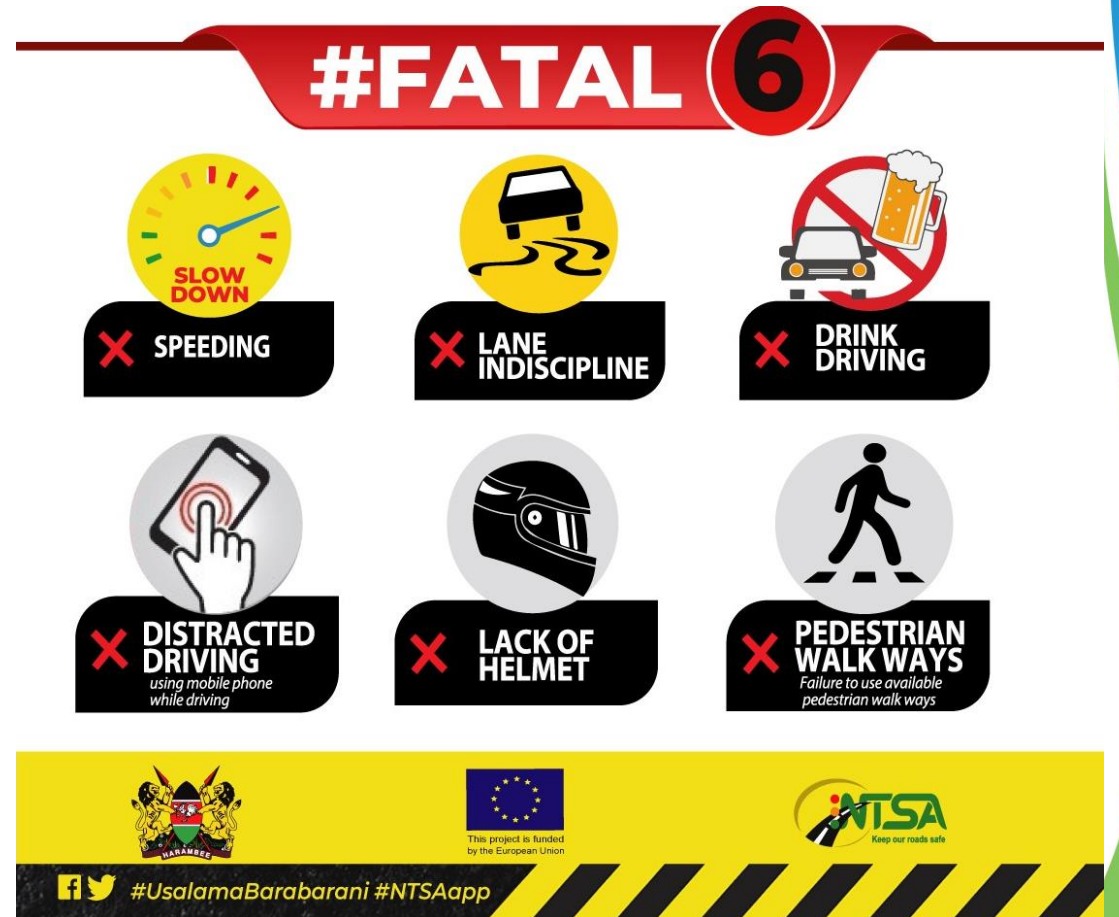 #FATAL 6
SLOW
DOWN
SPEEDING
LANE
INDISCIPLINE
DRINK
DRIVING
DISTRACTED
DRIVING
using mobile phone
while driving
LACK OF
HELMET
PEDESTRIAN
WALK WAYS
Failure to use available
pedestrian walk ways
HARAMBEE
This project is funded
by the European Union
NTSA
Keep our roads safe
#UsalamaBarabarani #NTSAapp